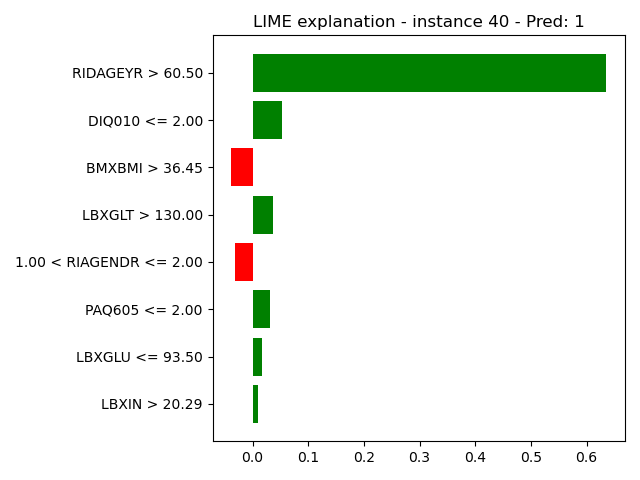 LIME explanation - instance 40 - Pred: 1
RIDAGEYR > 60.50
DIQ010 <= 2.00
BMXBMI > 36.45
LBXGLT > 130.00
1.00 < RIAGENDR <= 2.00
PAQ605 <= 2.00
LBXGLU <= 93.50
LBXIN > 20.29
0.0 0.1 0.2 0.3 0.4 0.5 0.6